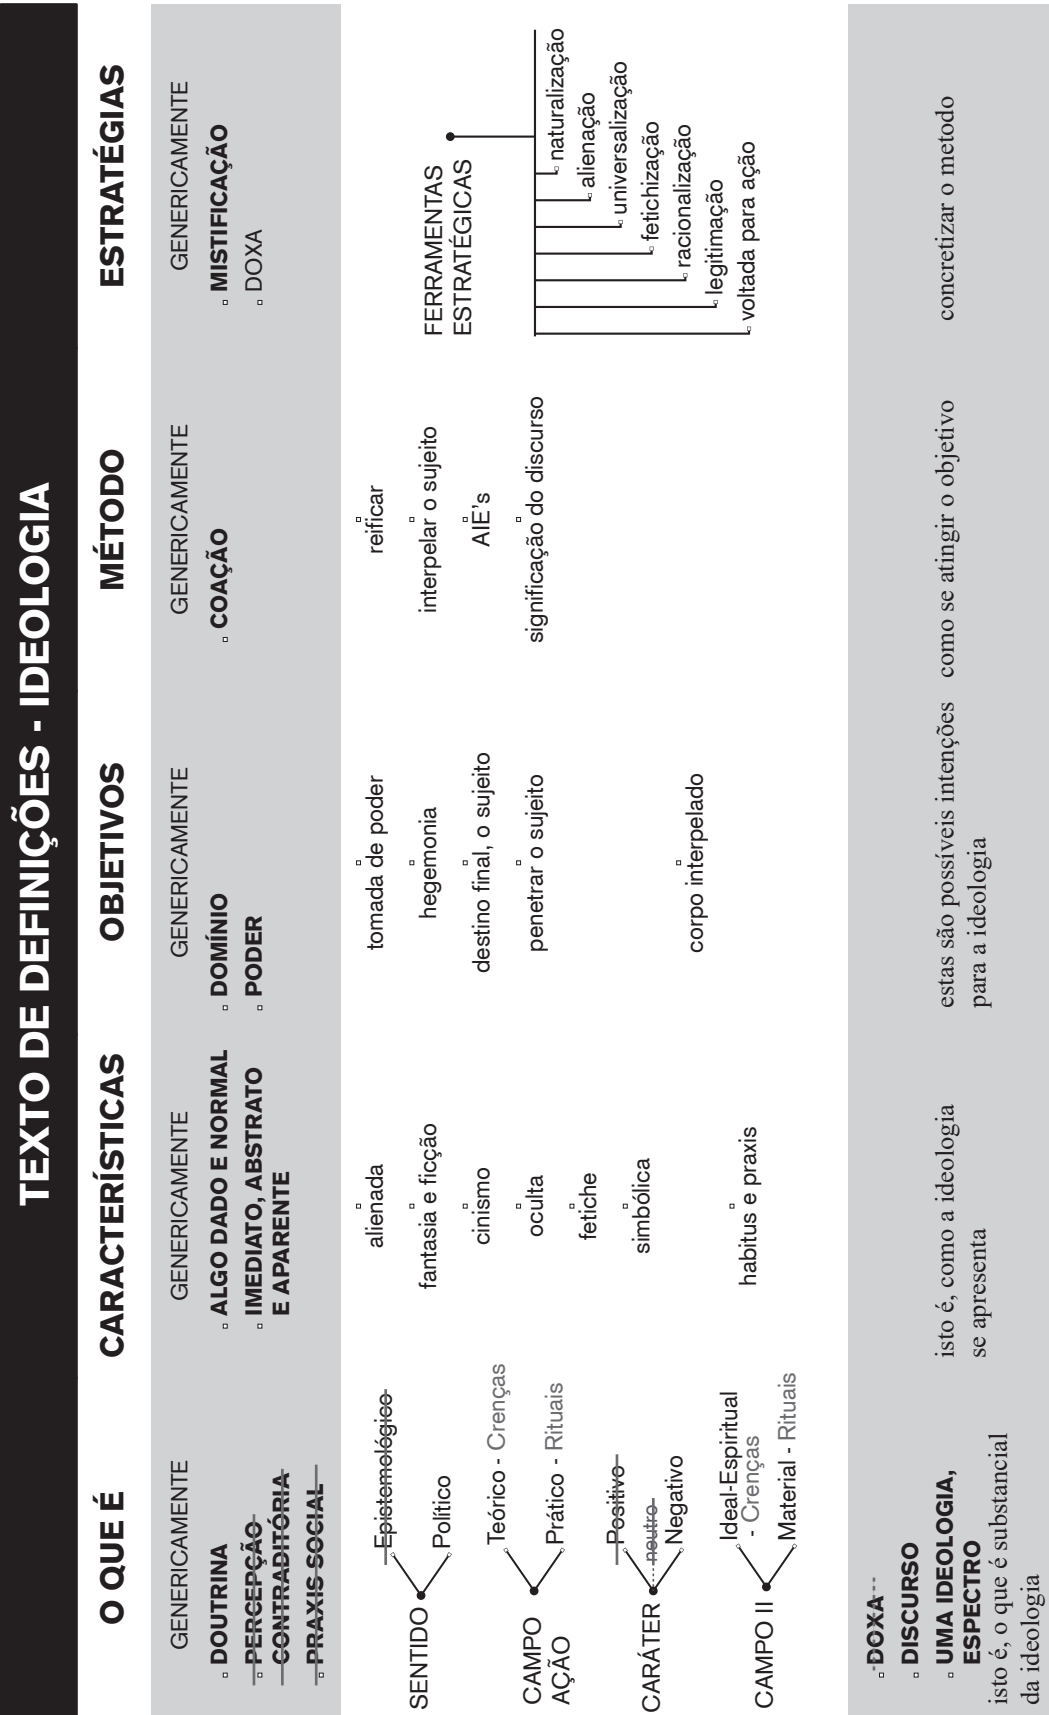 TEXTO DE DEFINIÇÕES - IDEOLOGIA
O QUE É
GENERICAMENTE
▫ DOUTRINA
▫ PERCEPÇÃO
CONTRADITÓRIA
▫ PRAXIS SOCIAL
SENTIDO
Epistemológico
Político
CAMPO
AÇÃO
Teórico - Crenças
Prático - Rituais
CARÁTER
Positivo
neutro
Negativo
CAMPO II
Ideal-Espiritual
- Crenças
Material - Rituais
▫ DOXA
▫ DISCURSO
▫ UMA IDEOLOGIA,
ESPECTRO
isto é, o que é substancial
da ideologia
CARACTERÍSTICAS
GENERICAMENTE
▫ ALGO DADO E NORMAL
▫ IMEDIATO, ABSTRATO
E APARENTE
alienada
fantasia e ficção
cinismo
oculta
fetiche
simbólica
habitus e praxis
isto é, como a ideologia
se apresenta
OBJETIVOS
GENERICAMENTE
▫ DOMÍNIO
▫ PODER
tomada de poder
hegemonia
destino final, o sujeito
penetrar o sujeito
corpo interpelado
estas são possíveis intenções
para a ideologia
MÉTODO
GENERICAMENTE
▫ COAÇÃO
reificar
interpelar o sujeito
AIE's
significação do discurso
como se atingir o objetivo
ESTRATÉGIAS
GENERICAMENTE
▫ MISTIFICAÇÃO
▫ DOXA
FERRAMENTAS
ESTRATÉGICAS
naturalização
alienação
universalização
fetichização
racionalização
legitimação
voltada para ação
concretizar o metodo